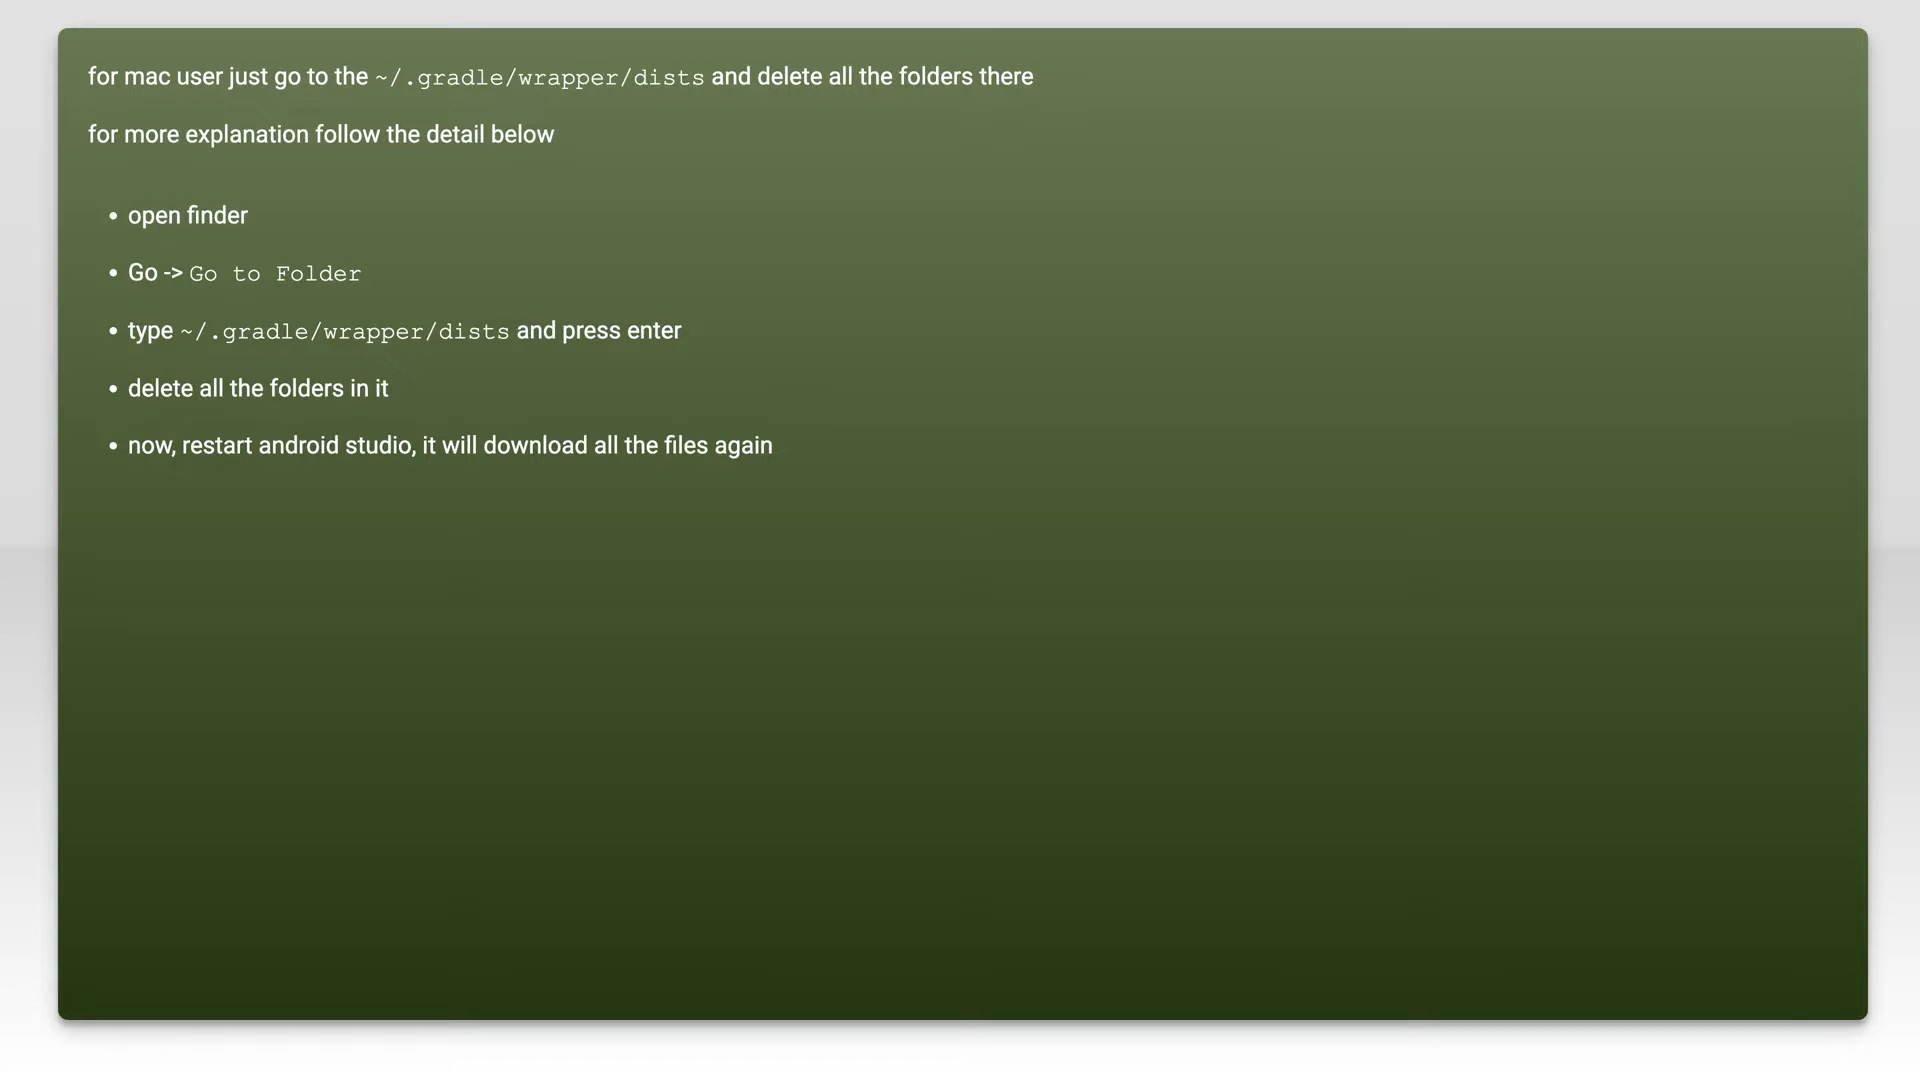 for mac user just go to the ~/.gradle/wrapper/dists and delete all the folders there
for more explanation follow the detail below
• open finder
• Go -> Go to Folder
• type ~/.gradle/wrapper/dists and press enter
• delete all the folders in it
• now, restart android studio, it will download all the files again